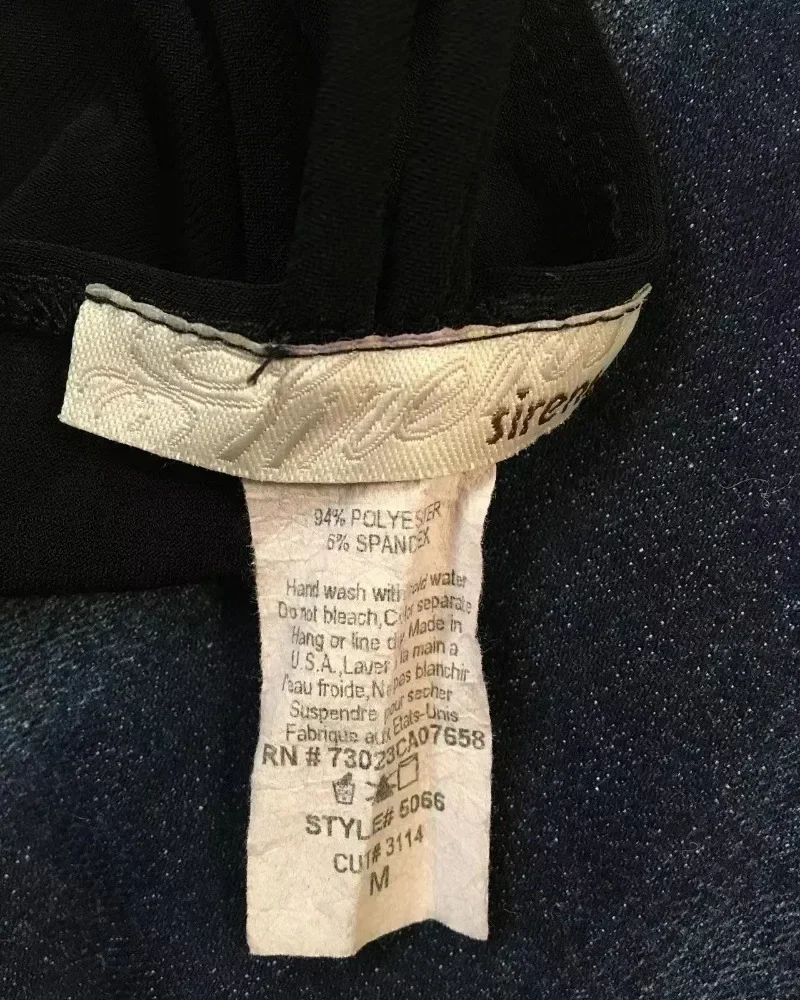 siren
94% POLYESTER
6% SPANDEX
Hand wash with cold water
Do not bleach,Color separate
Hang or line dry Made in
U.S.A.,Laver a la main a
l'eau froide,Ne pas blanchir
Suspendre pour secher
Fabrique aux Etats-Unis
RN # 73023CA07658
STYLE# 5066
CUT# 3114
M